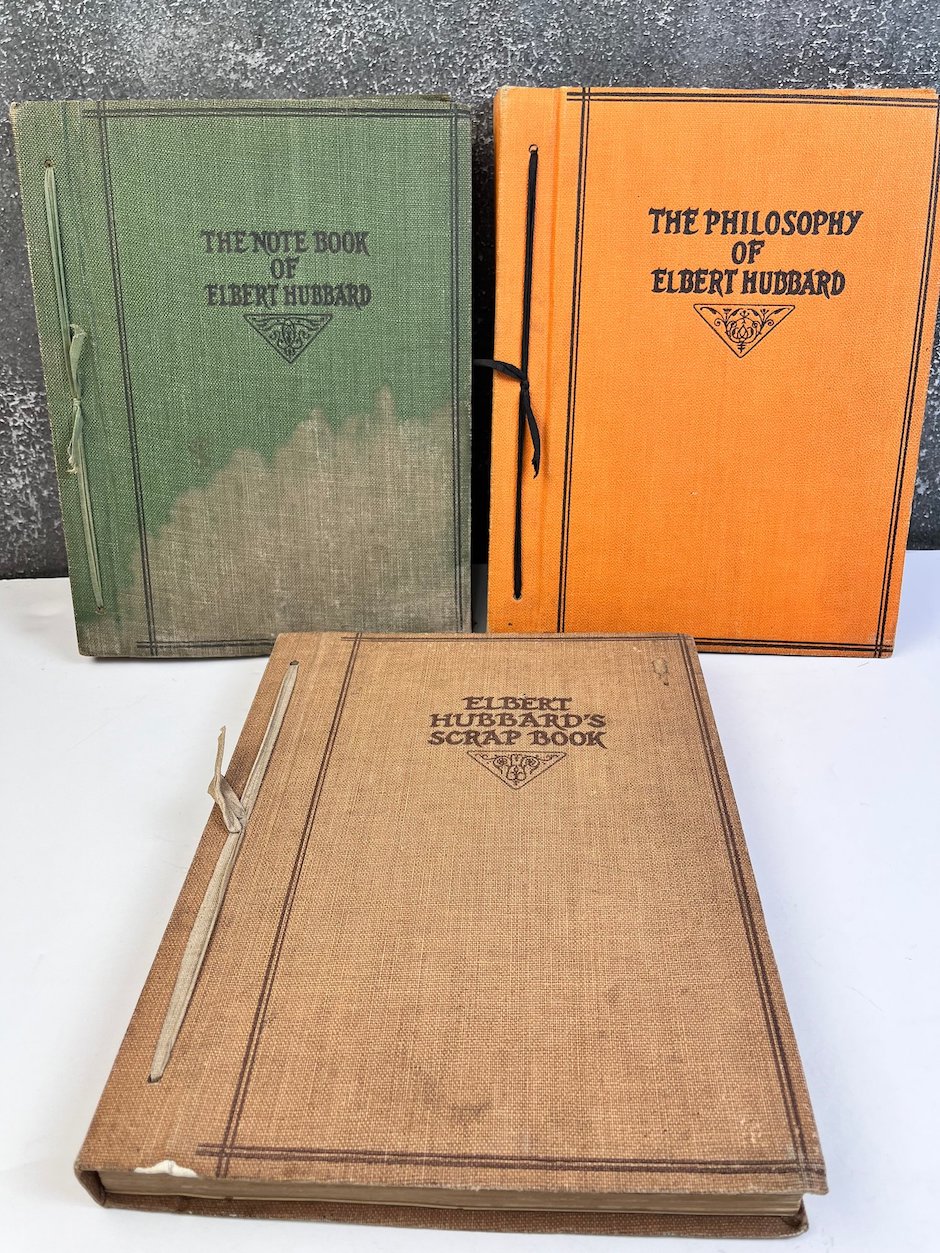 THE NOTE BOOK
OF
ELBERT HUBBARD
THE PHILOSOPHY
OF
ELBERT HUBBARD
ELBERT
HUBBARD'S
SCRAP BOOK